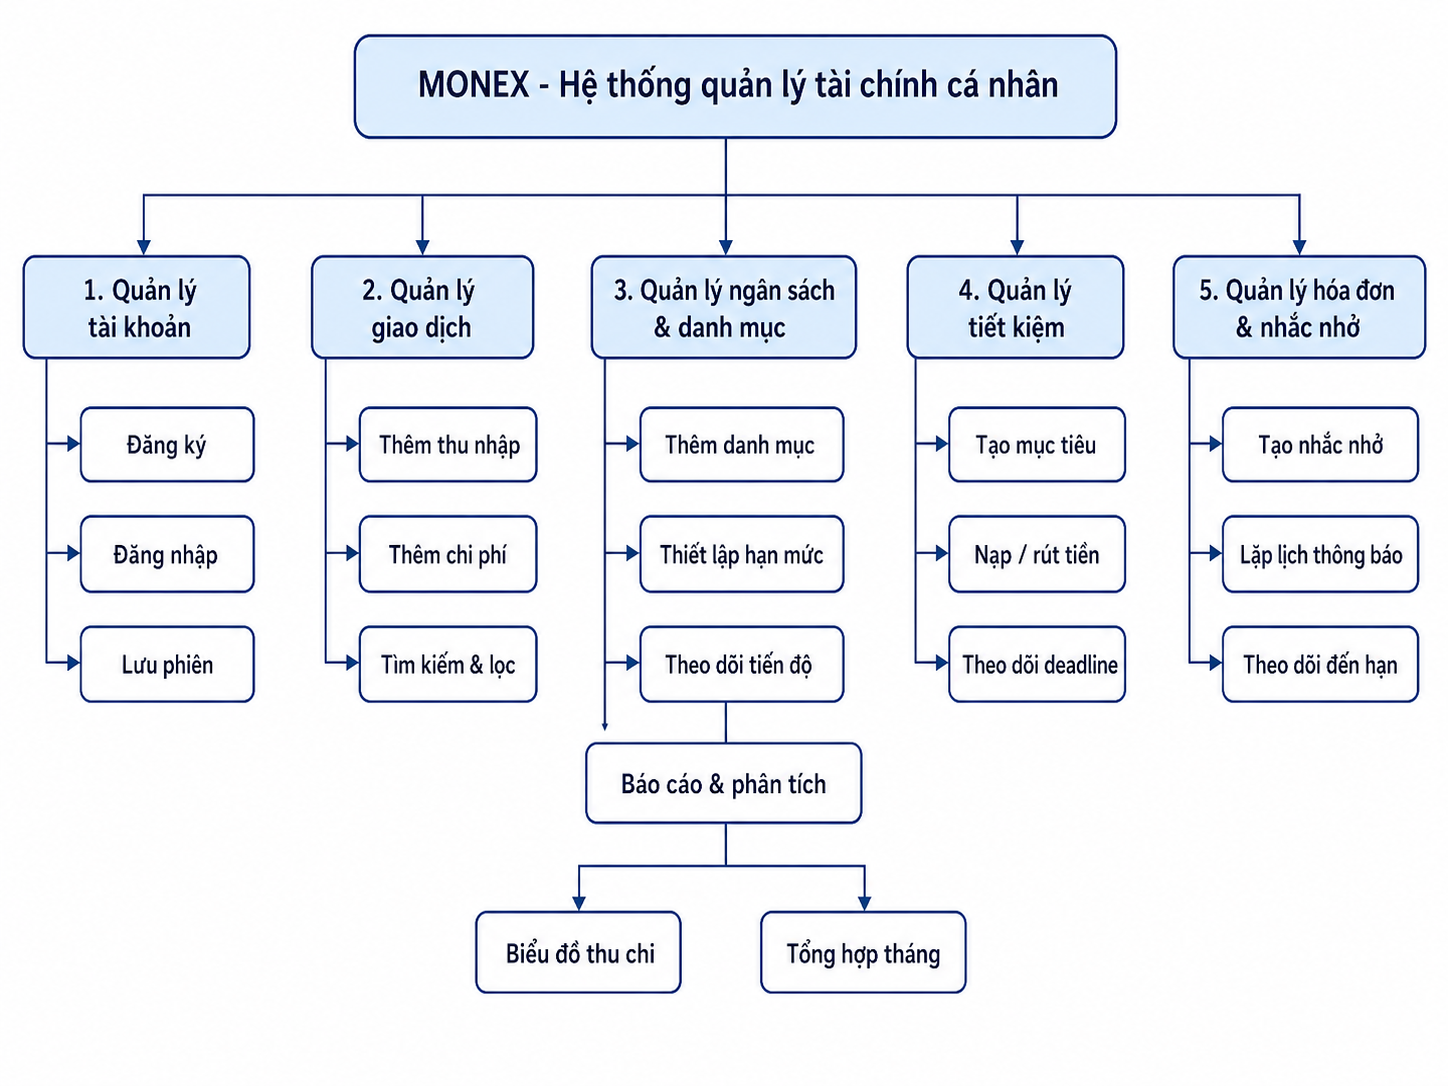 MONEX - Hệ thống quản lý tài chính cá nhân
1. Quản lý
tài khoản
2. Quản lý
giao dịch
3. Quản lý ngân sách
& danh mục
4. Quản lý
tiết kiệm
5. Quản lý hóa đơn
& nhắc nhở
Đăng ký
Thêm thu nhập
Thêm danh mục
Tạo mục tiêu
Tạo nhắc nhở
Đăng nhập
Thêm chi phí
Thiết lập hạn mức
Nạp / rút tiền
Lặp lịch thông báo
Lưu phiên
Tìm kiếm & lọc
Theo dõi tiến độ
Theo dõi deadline
Theo dõi đến hạn
Báo cáo & phân tích
Biểu đồ thu chi
Tổng hợp tháng